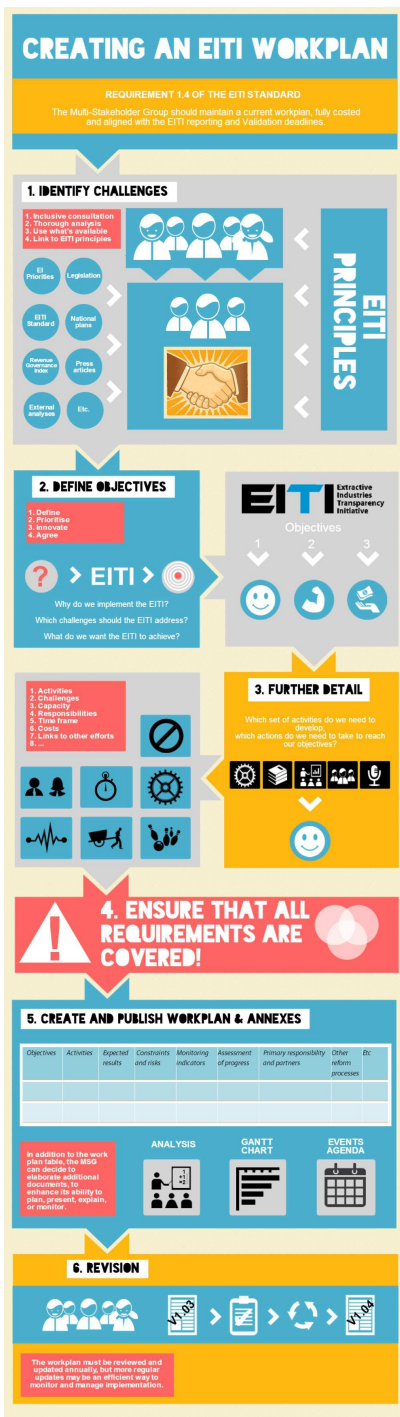 CREATING AN EITI WORKPLAN
REQUIREMENT 1.4 OF THE EITI STANDARD
The Multi-Stakeholder Group should maintain a current workplan, fully costed
and aligned with the EITI reporting and Validation deadlines.
1. IDENTIFY CHALLENGES
1. Inclusive consultation
2. Thorough analysis
3. Use what's available
4. Link to EITI principles
EI
Priorities
Legislation
EITI
Standard
National
plans
Revenue
Governance
Index
Press
articles
External
analyses
Etc.
EITI
PRINCIPLES
2. DEFINE OBJECTIVES
1. Define
2. Prioritise
3. Innovate
4. Agree
? > EITI >
Why do we implement the EITI?
Which challenges should the EITI address?
What do we want the EITI to achieve?
EITI
Extractive
Industries
Transparency
Initiative
Objectives
1 2 3
3. FURTHER DETAIL
Which set of activities do we need to
develop;
which actions do we need to take to reach
our objectives?
1. Activities
2. Challenges
3. Capacity
4. Responsibilities
5. Time frame
6. Costs
7. Links to other efforts
8. ...
4. ENSURE THAT ALL
REQUIREMENTS ARE
COVERED!
5. CREATE AND PUBLISH WORKPLAN & ANNEXES
Objectives
Activities
Expected
results
Constraints
and risks
Monitoring
indicators
Assessment
of progress
Primary responsibility
and partners
Other
reform
processes
Etc
In addition to the work
plan table, the MSG
can decide to
elaborate additional
documents, to
enhance its ability to
plan, present, explain,
or monitor.
ANALYSIS
GANTT
CHART
EVENTS
AGENDA
6. REVISION
V1.03
V1.04
The workplan must be reviewed and
updated annually, but more regular
updates may be an efficient way to
monitor and manage implementation.